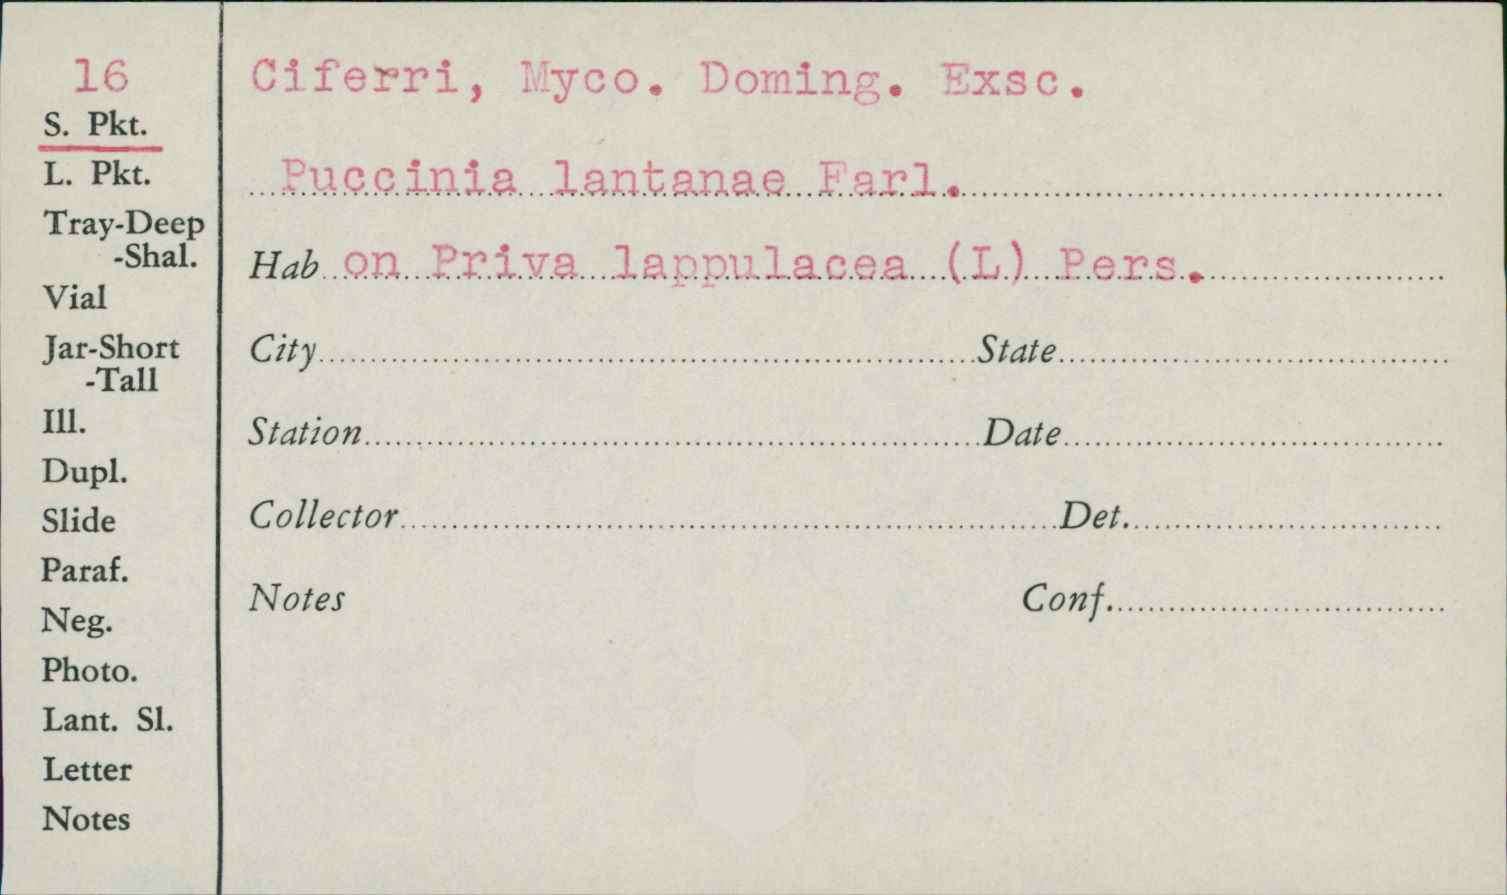 16
S. Pkt.
L. Pkt.
Tray-Deep
-Shal.
Vial
Jar-Short
-Tall
Ill.
Dupl.
Slide
Paraf.
Neg.
Photo.
Lant. Sl.
Letter
Notes
Ciferri, Myco. Doming. Exsc.
Puccinia lantanae Farl.
Hab on Priva lappulacea (L) Pers.
City State
Station Date
Collector Det.
Notes Conf.